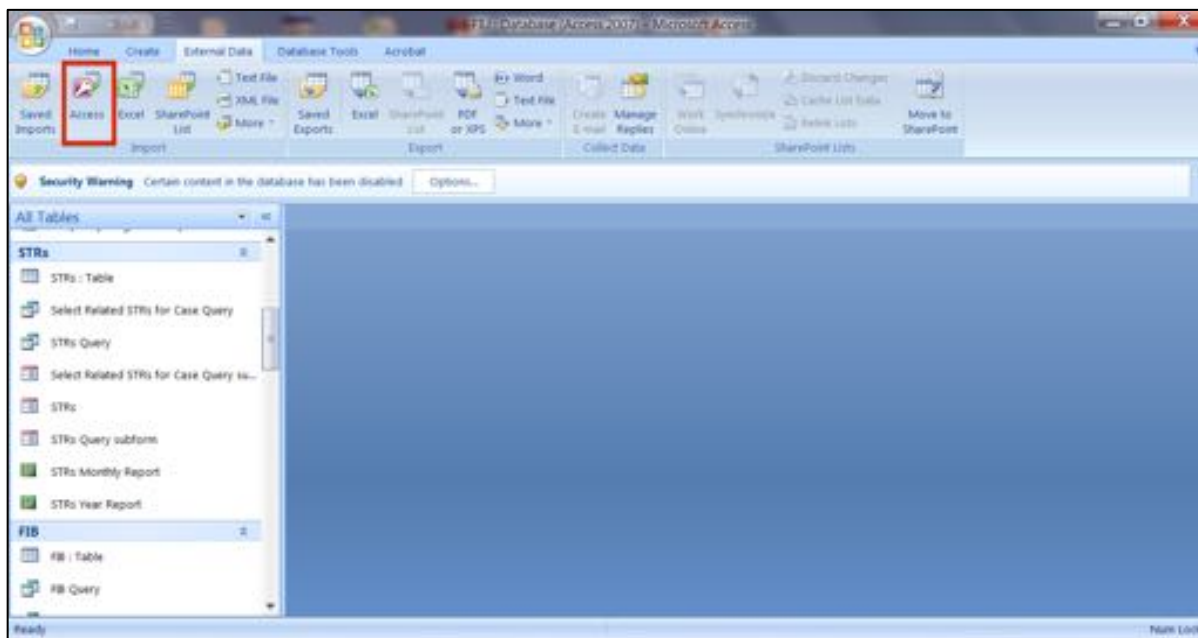 Database (Access 2007) - Microsoft Access
Home Create External Data Database Tools Acrobat
Saved Imports
Access
Excel
SharePoint List
Text File
XML File
More
Import
Saved Exports
Excel
SharePoint List
PDF or XPS
Word
Text File
More
Export
Create E-mail
Manage Replies
Collect Data
Work Online
Synchronize
Discard Changes
Cache List Data
Relink Lists
Move to SharePoint
SharePoint Lists
Security Warning Certain content in the database has been disabled Options...
All Tables
STRs
STRs : Table
Select Related STRs for Case Query
STRs Query
Select Related STRs for Case Query su...
STRs
STRs Query subform
STRs Monthly Report
STRs Year Report
FIB
FIB : Table
FIB Query
Ready
Num Lock